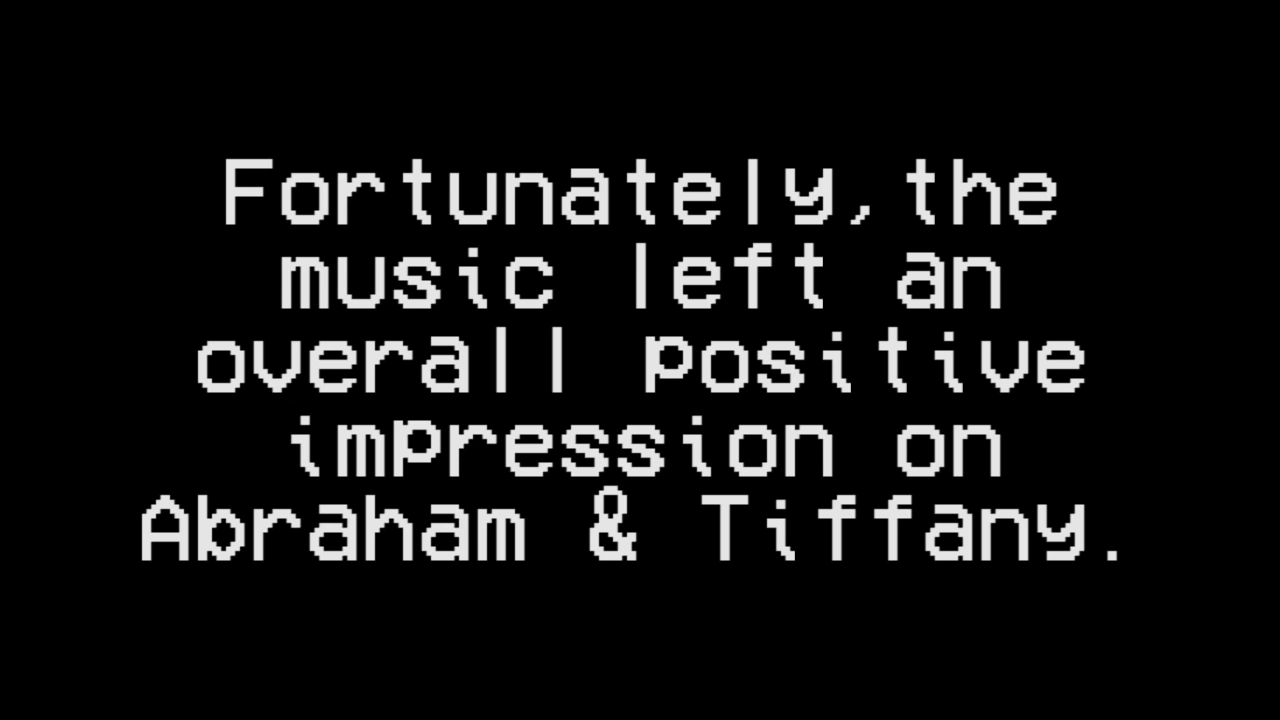 Fortunately,the
music left an
overall positive
impression on
Abraham & Tiffany.